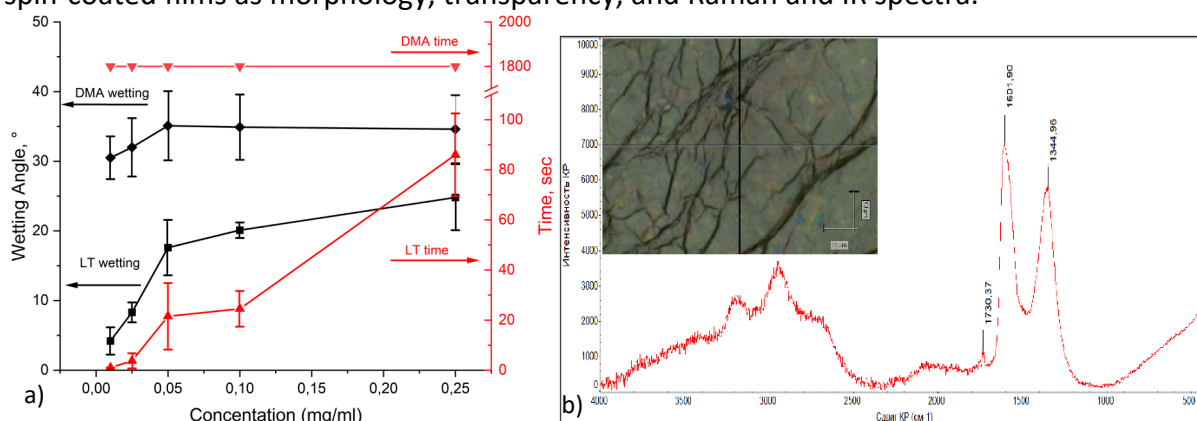 spin-coated films as morphology, transparency, and Raman and IR spectra.
50
40
30
20
10
0
Wetting Angle,°
DMA time
DMA wetting
LT wetting
LT time
2000
1800
100
80
60
40
20
0
Time, sec
0,00 0,05 0,10 0,15 0,20 0,25
Concentation (mg/ml)
a)
10000
9000
8000
7000
6000
5000
4000
3000
2000
1000
0
Интенсивность КР
1730,37
1601,90
1344,96
4000 3500 3000 2500 2000 1500 1000 500
Сдвиг КР (см-1)
b)